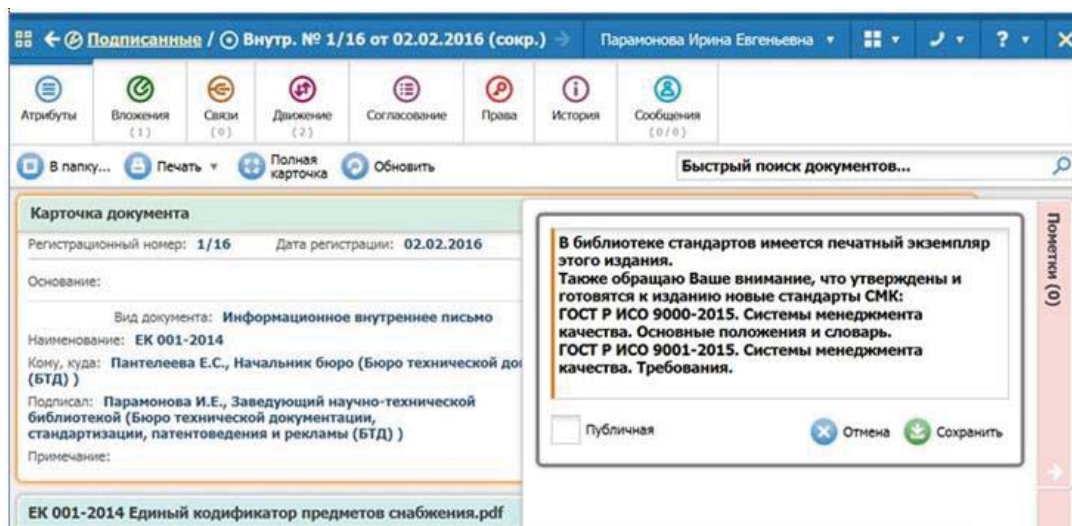 Подписанные / Внутр. № 1/16 от 02.02.2016 (сокр.)
Парамонова Ирина Евгеньевна
?
Атрибуты
Вложения
(1)
Связи
(0)
Движение
(2)
Согласование
Права
История
Сообщения
(0/0)
В папку...
Печать
Полная
карточка
Обновить
Быстрый поиск документов...
Карточка документа
Регистрационный номер: 1/16 Дата регистрации: 02.02.2016
Основание:
Вид документа: Информационное внутреннее письмо
Наименование: ЕК 001-2014
Кому, куда: Пантелеева Е.С., Начальник бюро (Бюро технической до
(БТД) )
Подписал: Парамонова И.Е., Заведующий научно-технической
библиотекой (Бюро технической документации,
стандартизации, патентоведения и рекламы (БТД) )
Примечание:
ЕК 001-2014 Единый кодификатор предметов снабжения.pdf
В библиотеке стандартов имеется печатный экземпляр
этого издания.
Также обращаю Ваше внимание, что утверждены и
готовятся к изданию новые стандарты СМК:
ГОСТ Р ИСО 9000-2015. Системы менеджмента
качества. Основные положения и словарь.
ГОСТ Р ИСО 9001-2015. Системы менеджмента
качества. Требования.
Публичная
Отмена
Сохранить
Пометки (0)